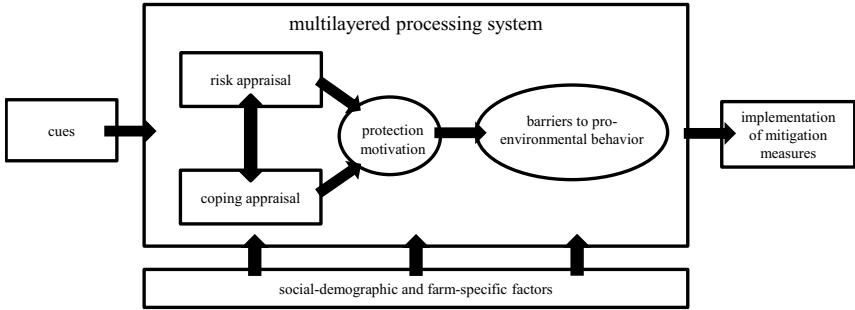 multilayered processing system
risk appraisal
cues
protection
motivation
barriers to pro-
environmental behavior
implementation
of mitigation
measures
coping appraisal
social-demographic and farm-specific factors